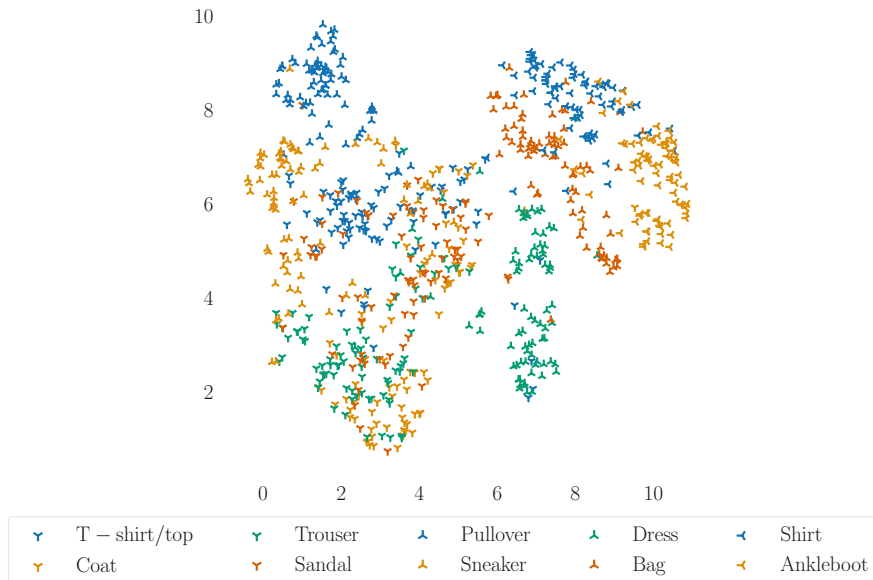 10
8
6
4
2
0 2 4 6 8 10
T − shirt/top Trouser Pullover Dress Shirt
Coat Sandal Sneaker Bag Ankleboot